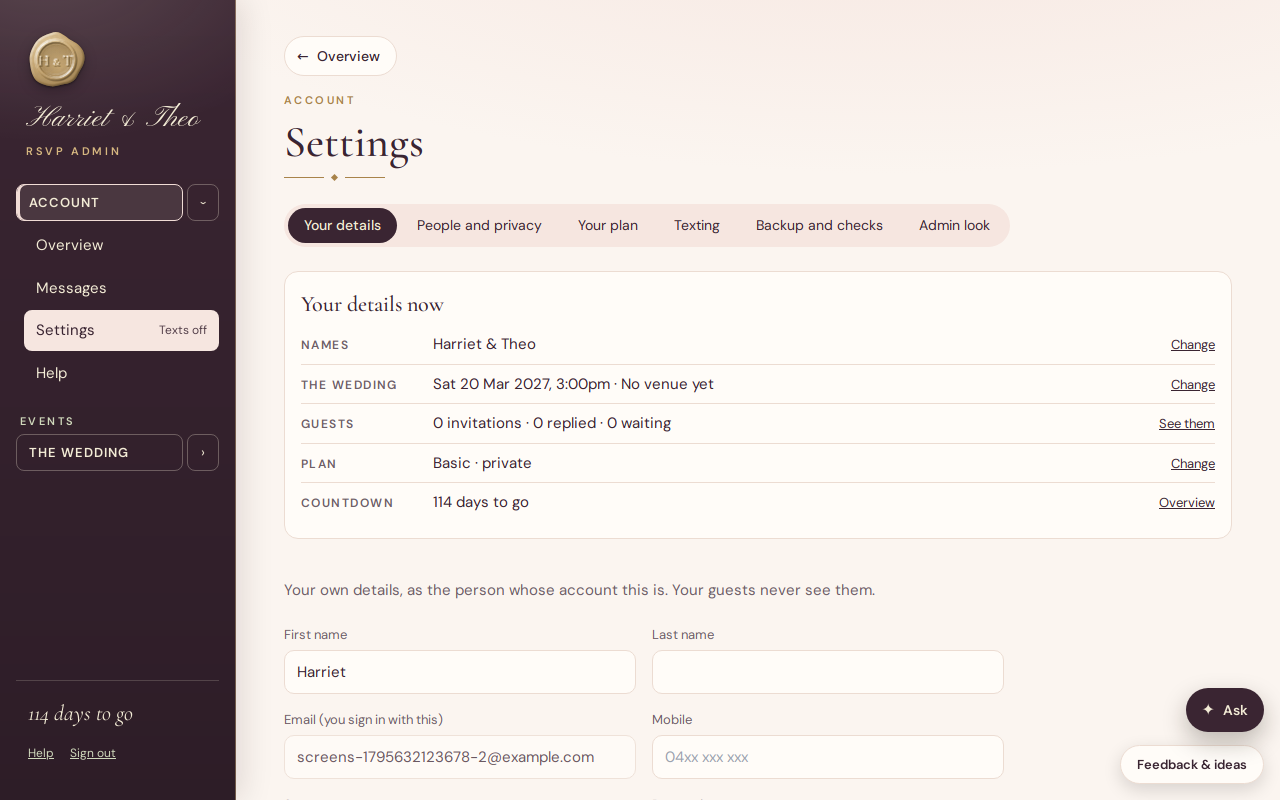 H & T
Harriet & Theo
RSVP ADMIN
ACCOUNT
Overview
Messages
Settings Texts off
Help
EVENTS
THE WEDDING
114 days to go
Help Sign out
← Overview
ACCOUNT
Settings
Your details People and privacy Your plan Texting Backup and checks Admin look
Your details now
NAMES Harriet & Theo Change
THE WEDDING Sat 20 Mar 2027, 3:00pm · No venue yet Change
GUESTS 0 invitations · 0 replied · 0 waiting See them
PLAN Basic · private Change
COUNTDOWN 114 days to go Overview
Your own details, as the person whose account this is. Your guests never see them.
First name Last name
Harriet
Email (you sign in with this) Mobile
screens-1795632123678-2@example.com 04xx xxx xxx
Ask
Feedback & ideas